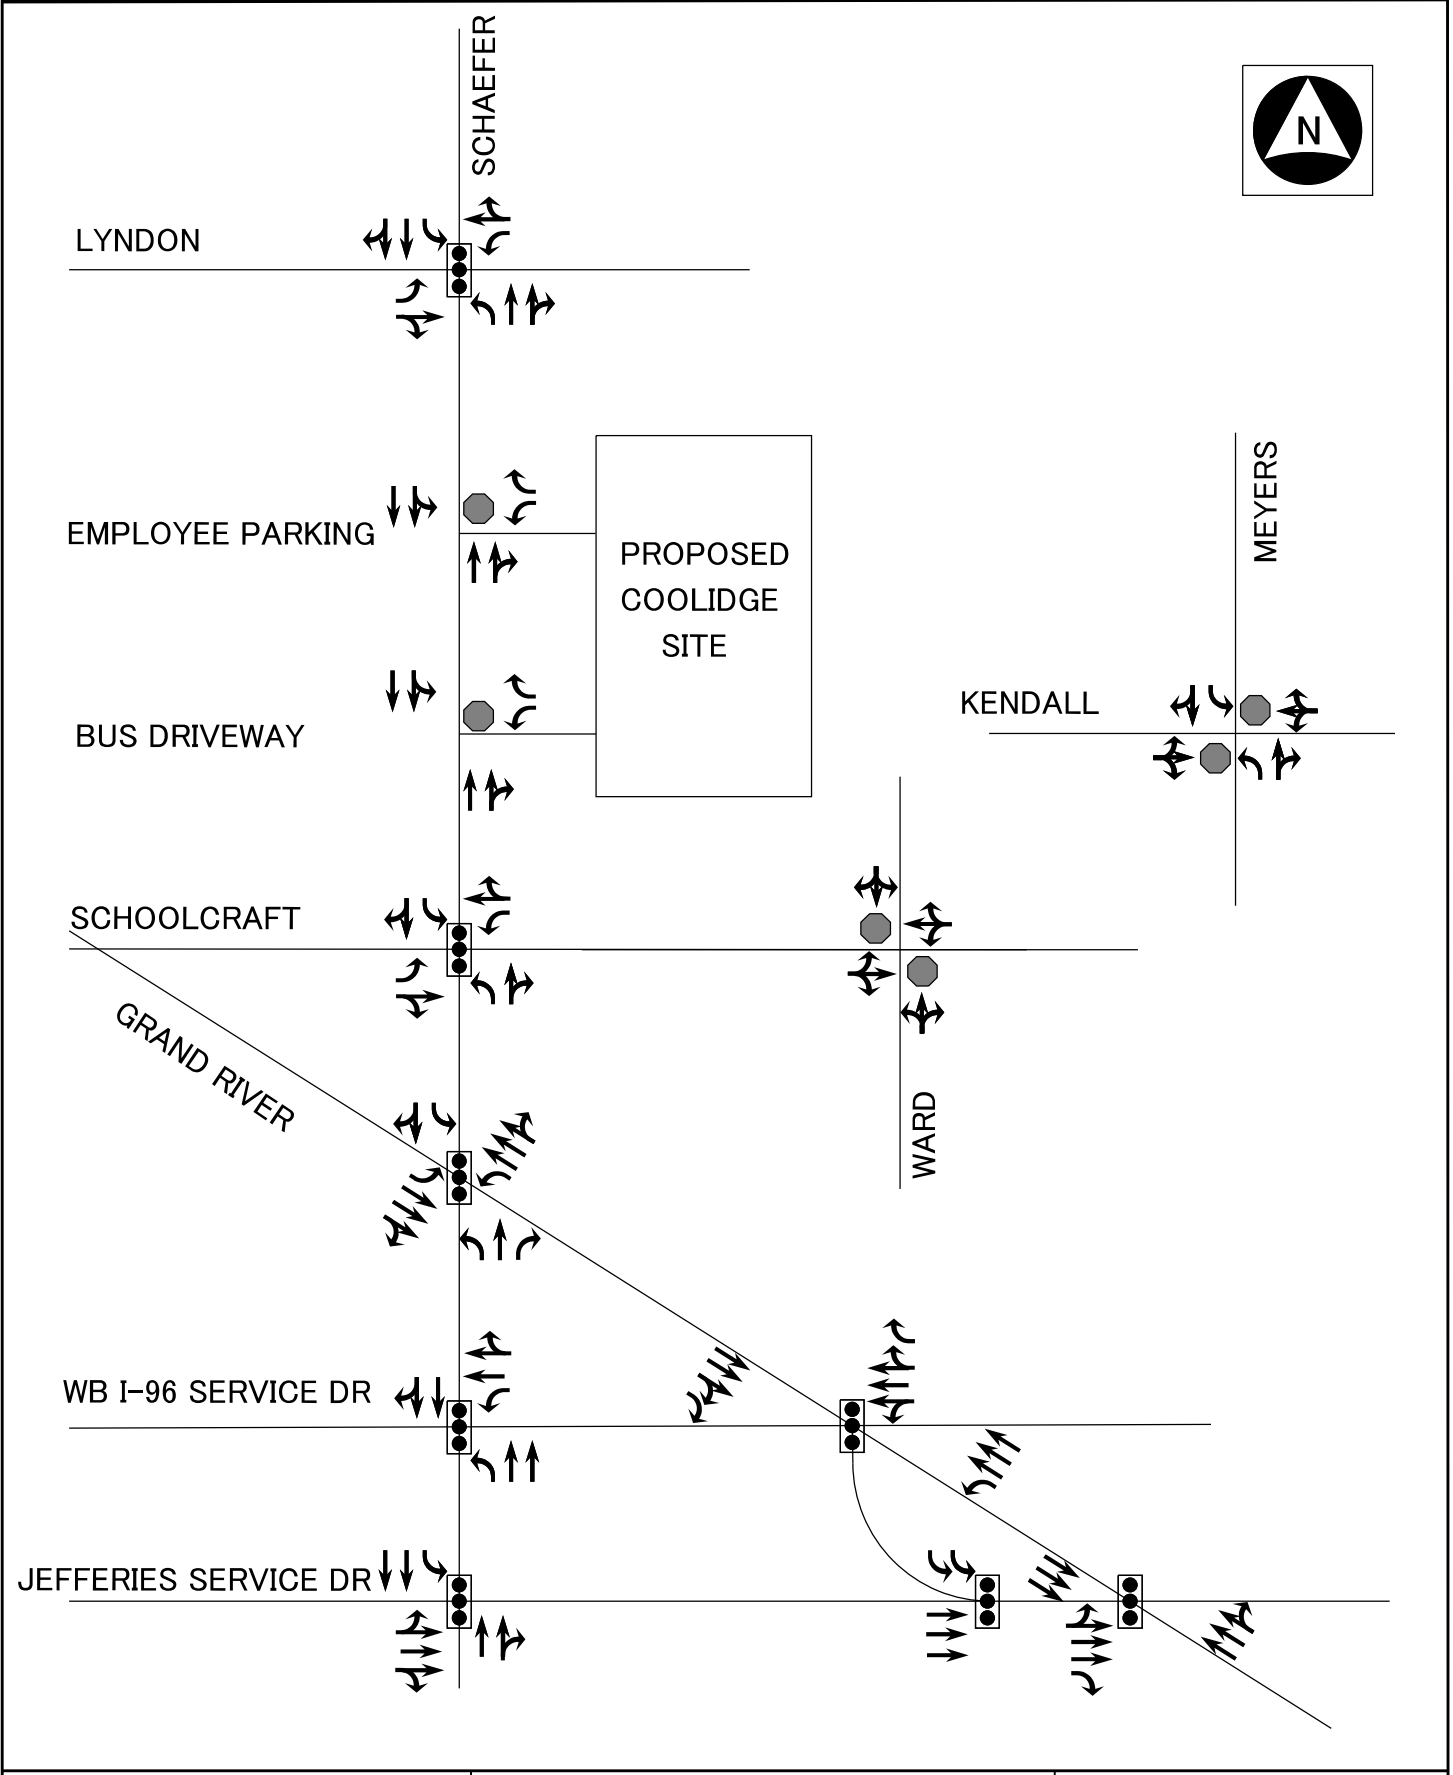 SCHAEFER
N
LYNDON
MEYERS
EMPLOYEE PARKING
PROPOSED
COOLIDGE
SITE
KENDALL
BUS DRIVEWAY
SCHOOLCRAFT
GRAND RIVER
WARD
WB I-96 SERVICE DR
JEFFERIES SERVICE DR